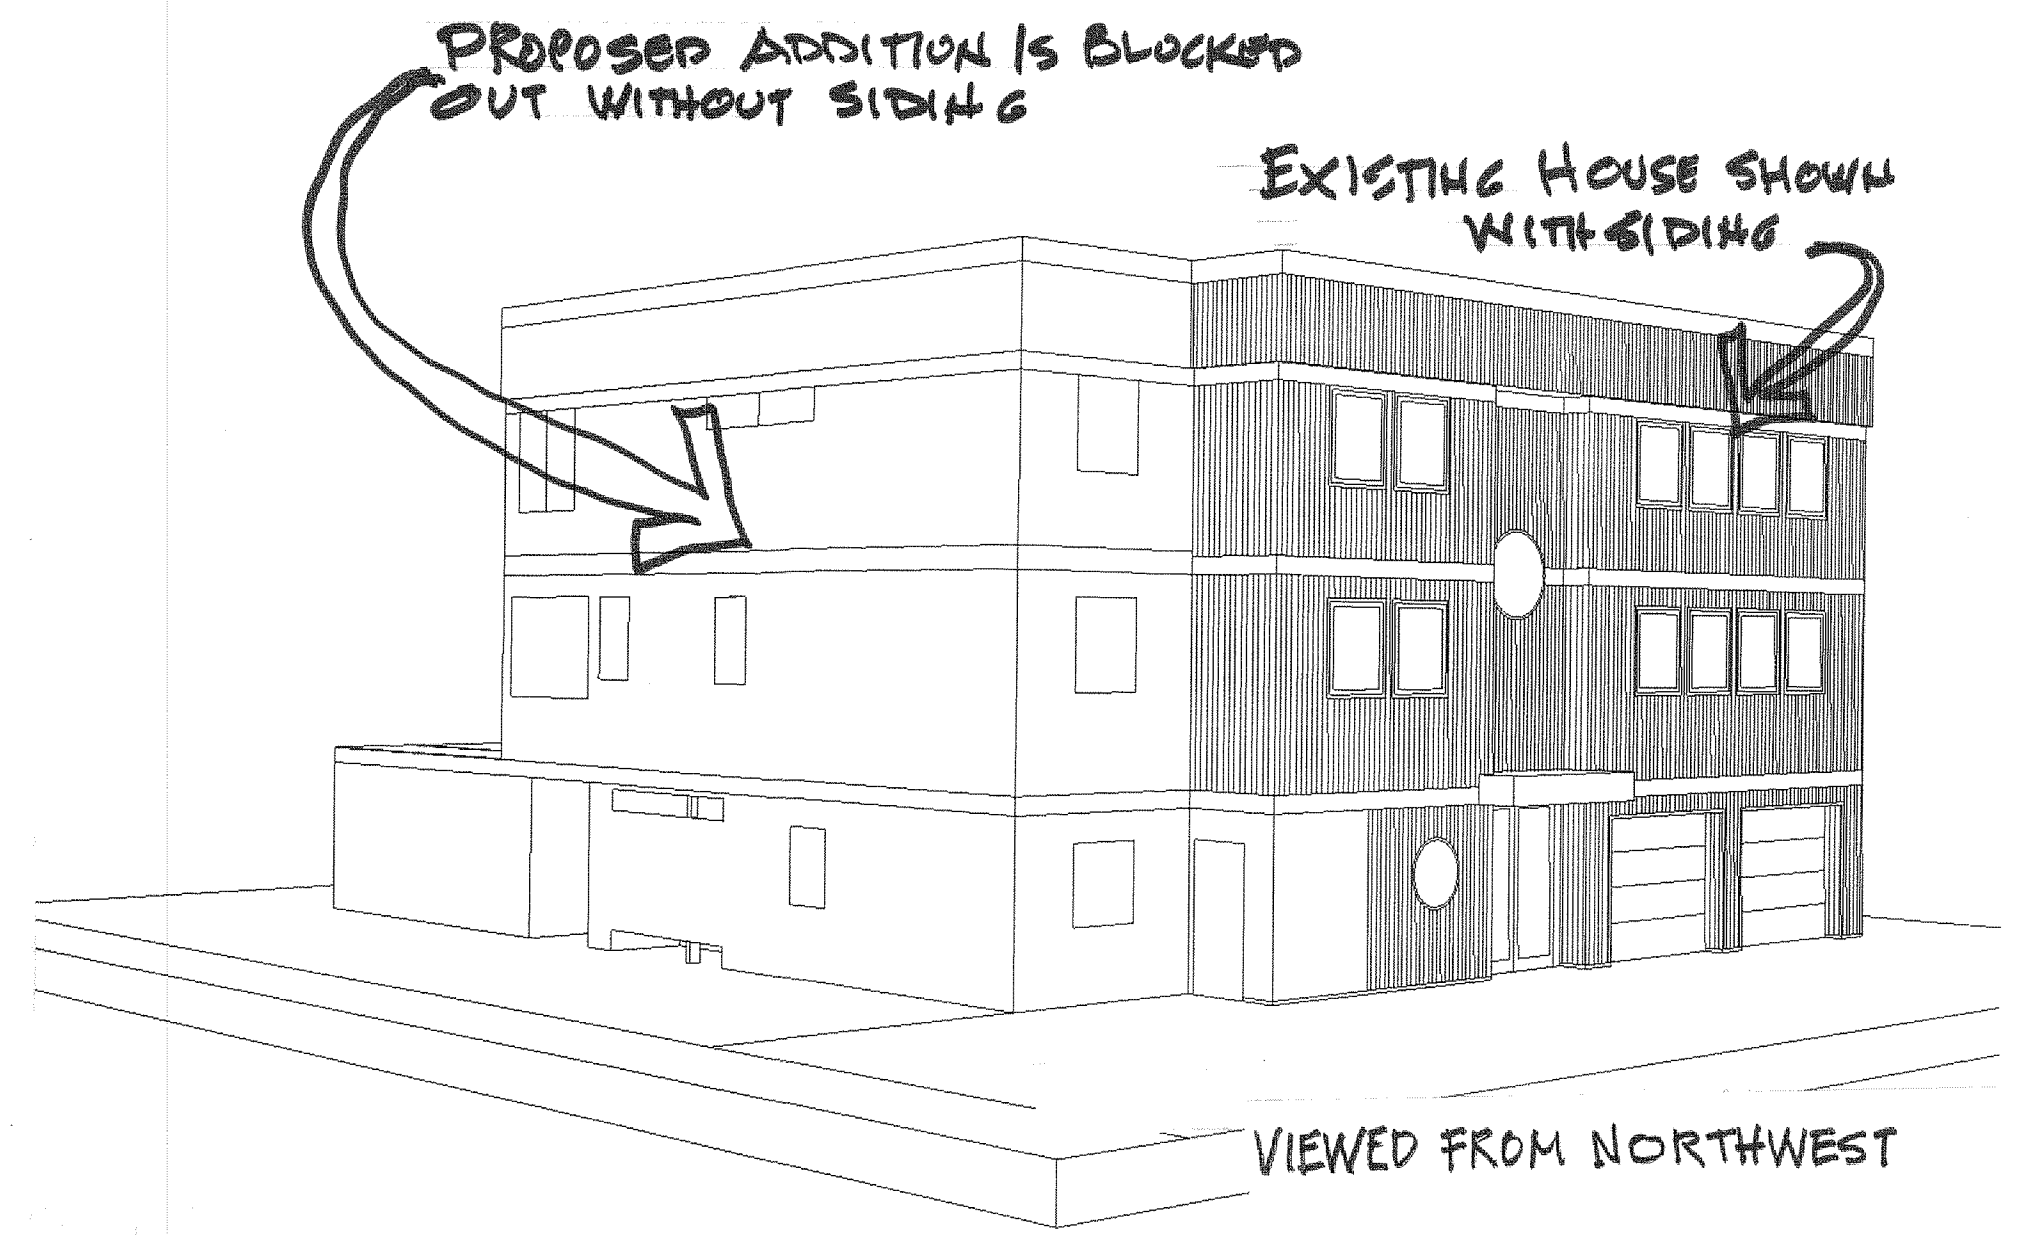 PROPOSED ADDITION IS BLOCKED
OUT WITHOUT SIDING
EXISTING HOUSE SHOWN
WITH SIDING
VIEWED FROM NORTHWEST